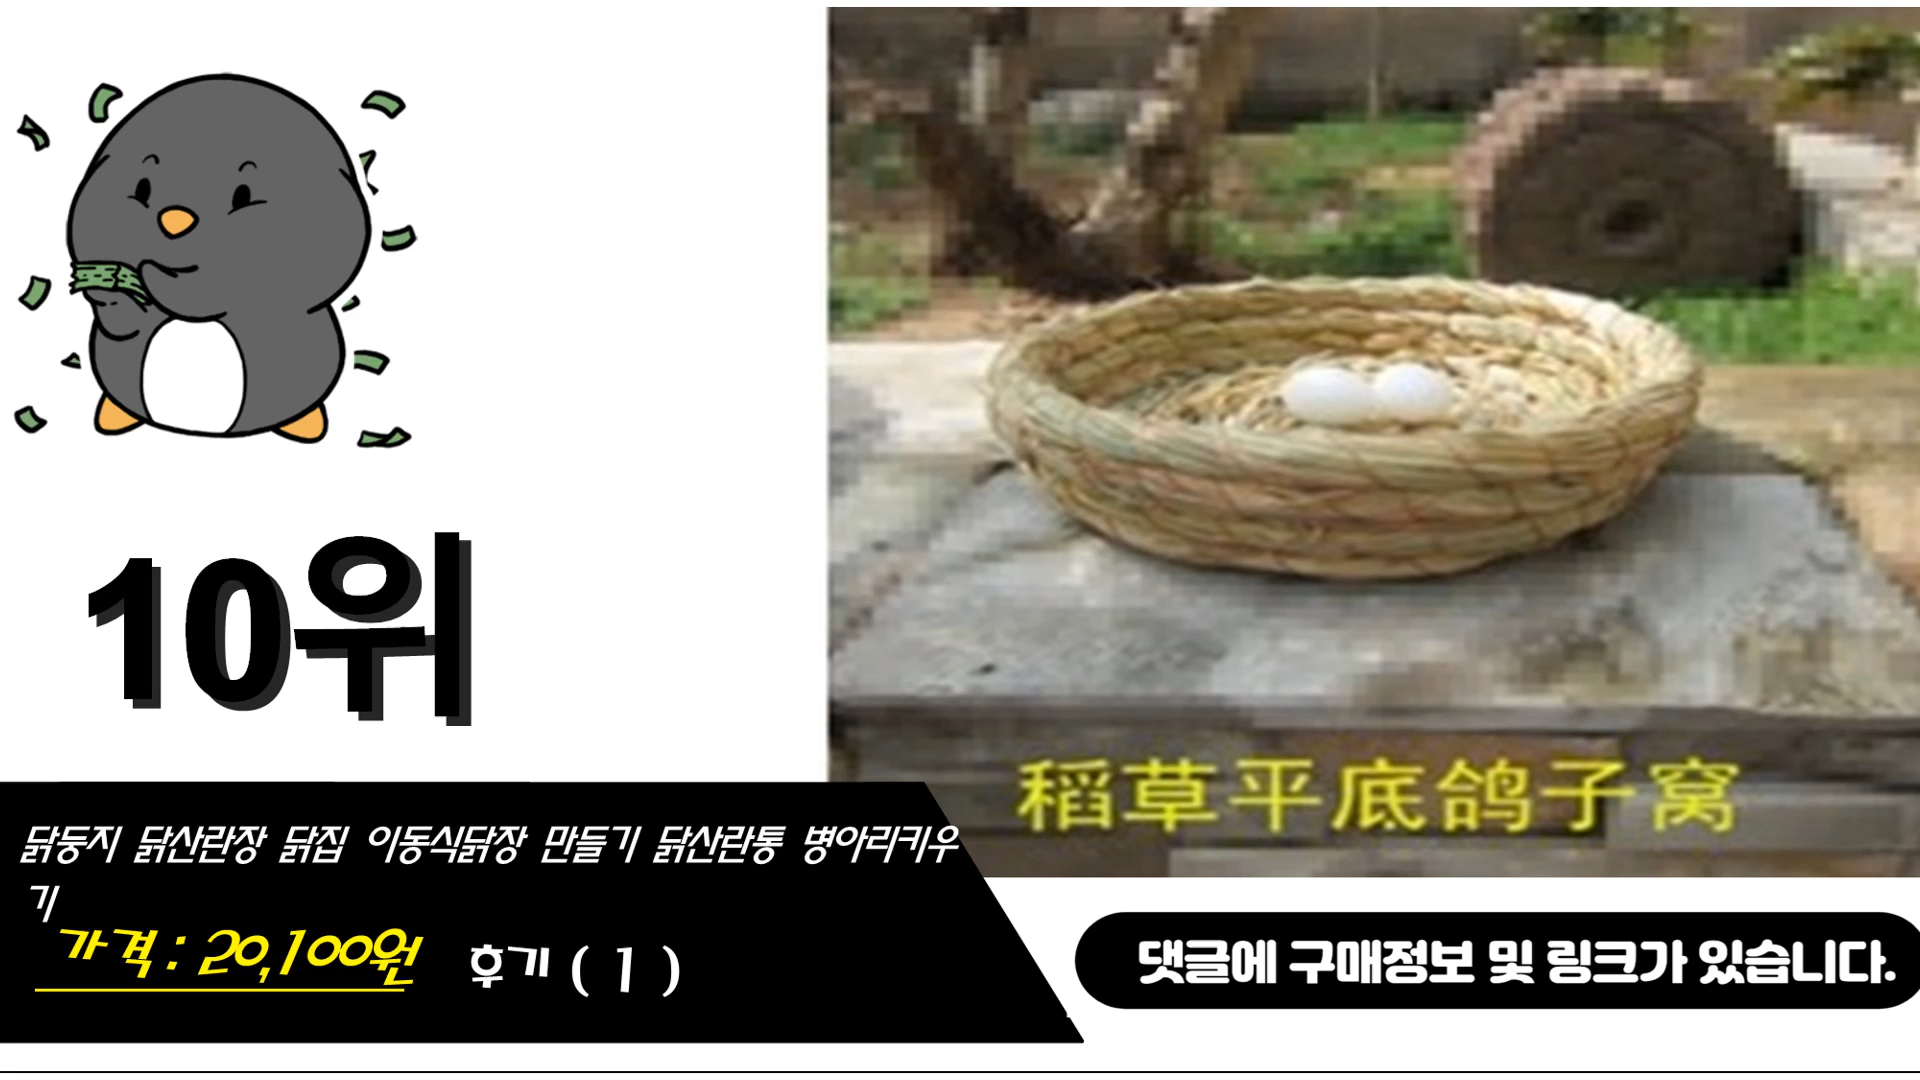 10위
稻草平底鸽子窝
닭둥지 닭산란장 닭집 이동식닭장 만들기 닭산란통 병아리키우
기
가격 : 20,100원
후기 ( 1 )
댓글에 구매정보 및 링크가 있습니다.